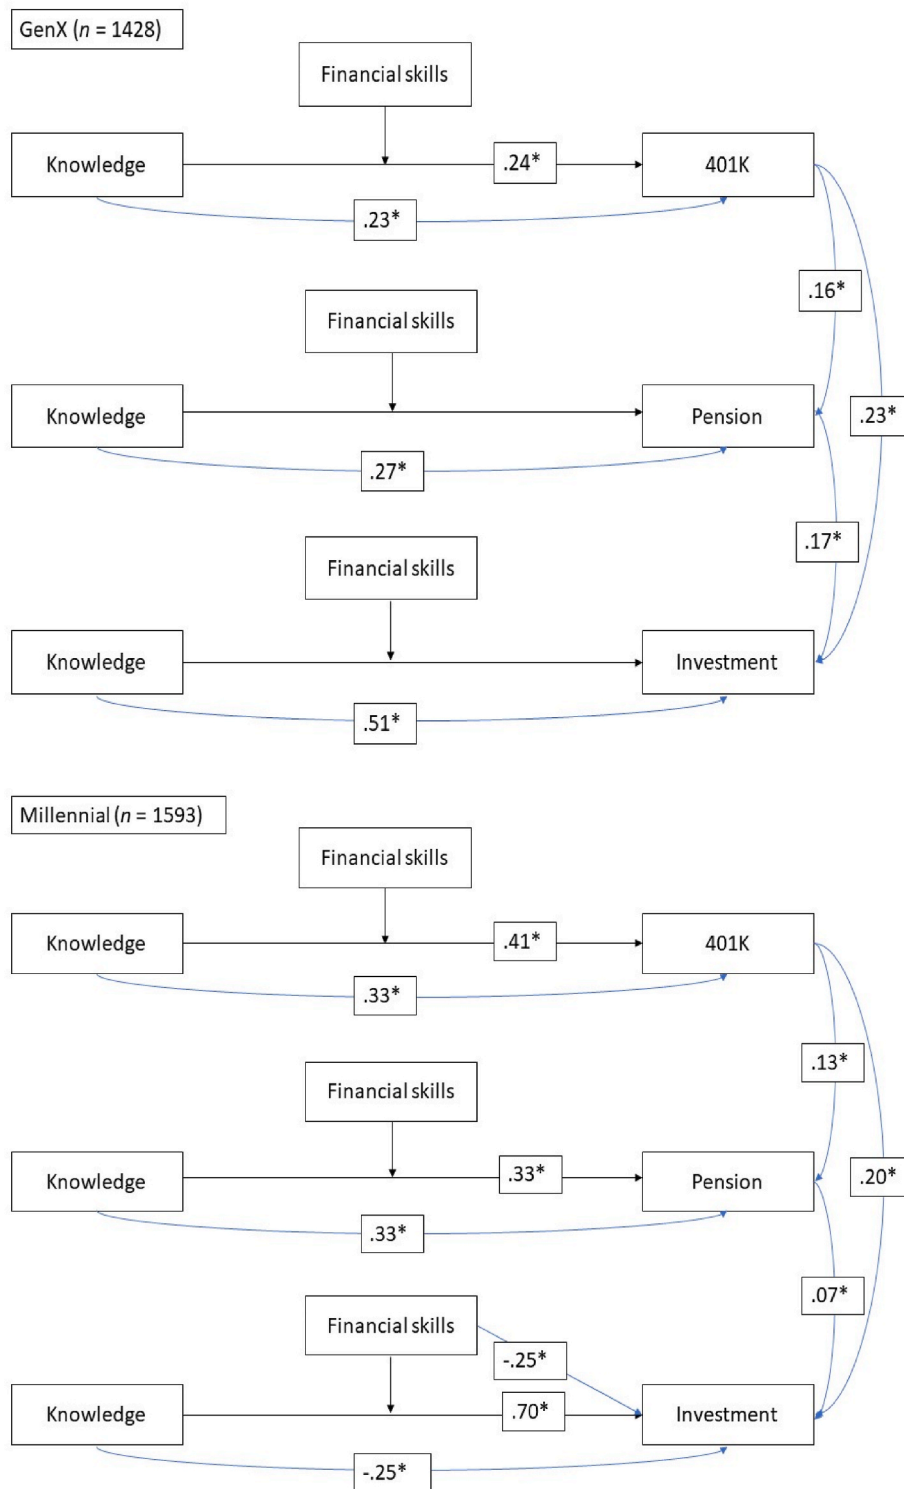 GenX (n = 1428)
Financial skills
Knowledge
.24*
401K
.23*
.16*
Financial skills
Knowledge
Pension
.23*
.27*
.17*
Financial skills
Knowledge
Investment
.51*
Millennial (n = 1593)
Financial skills
Knowledge
.41*
401K
.33*
.13*
Financial skills
Knowledge
.33*
Pension
.20*
.33*
.07*
Financial skills
-.25*
Knowledge
.70*
Investment
-.25*